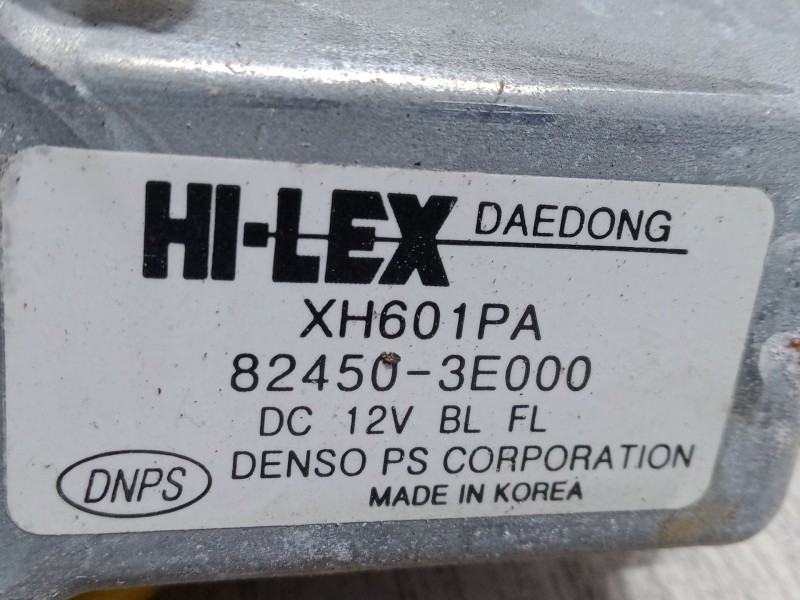 HI-LEX DAEDONG
XH601PA
82450-3E000
DC 12V BL FL
DNPS DENSO PS CORPORATION
MADE IN KOREA